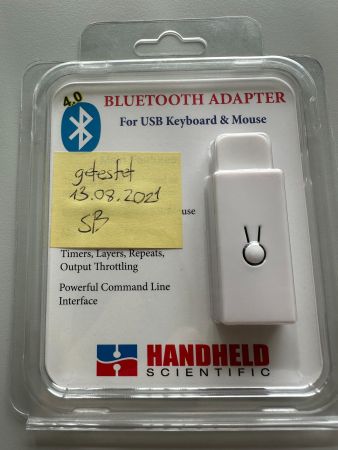 4.0
BLUETOOTH ADAPTER
For USB Keyboard & Mouse
getestet
13.08.2021
SB
Timers, Layers, Repeats,
Output Throttling
Powerful Command Line
Interface
HANDHELD
SCIENTIFIC